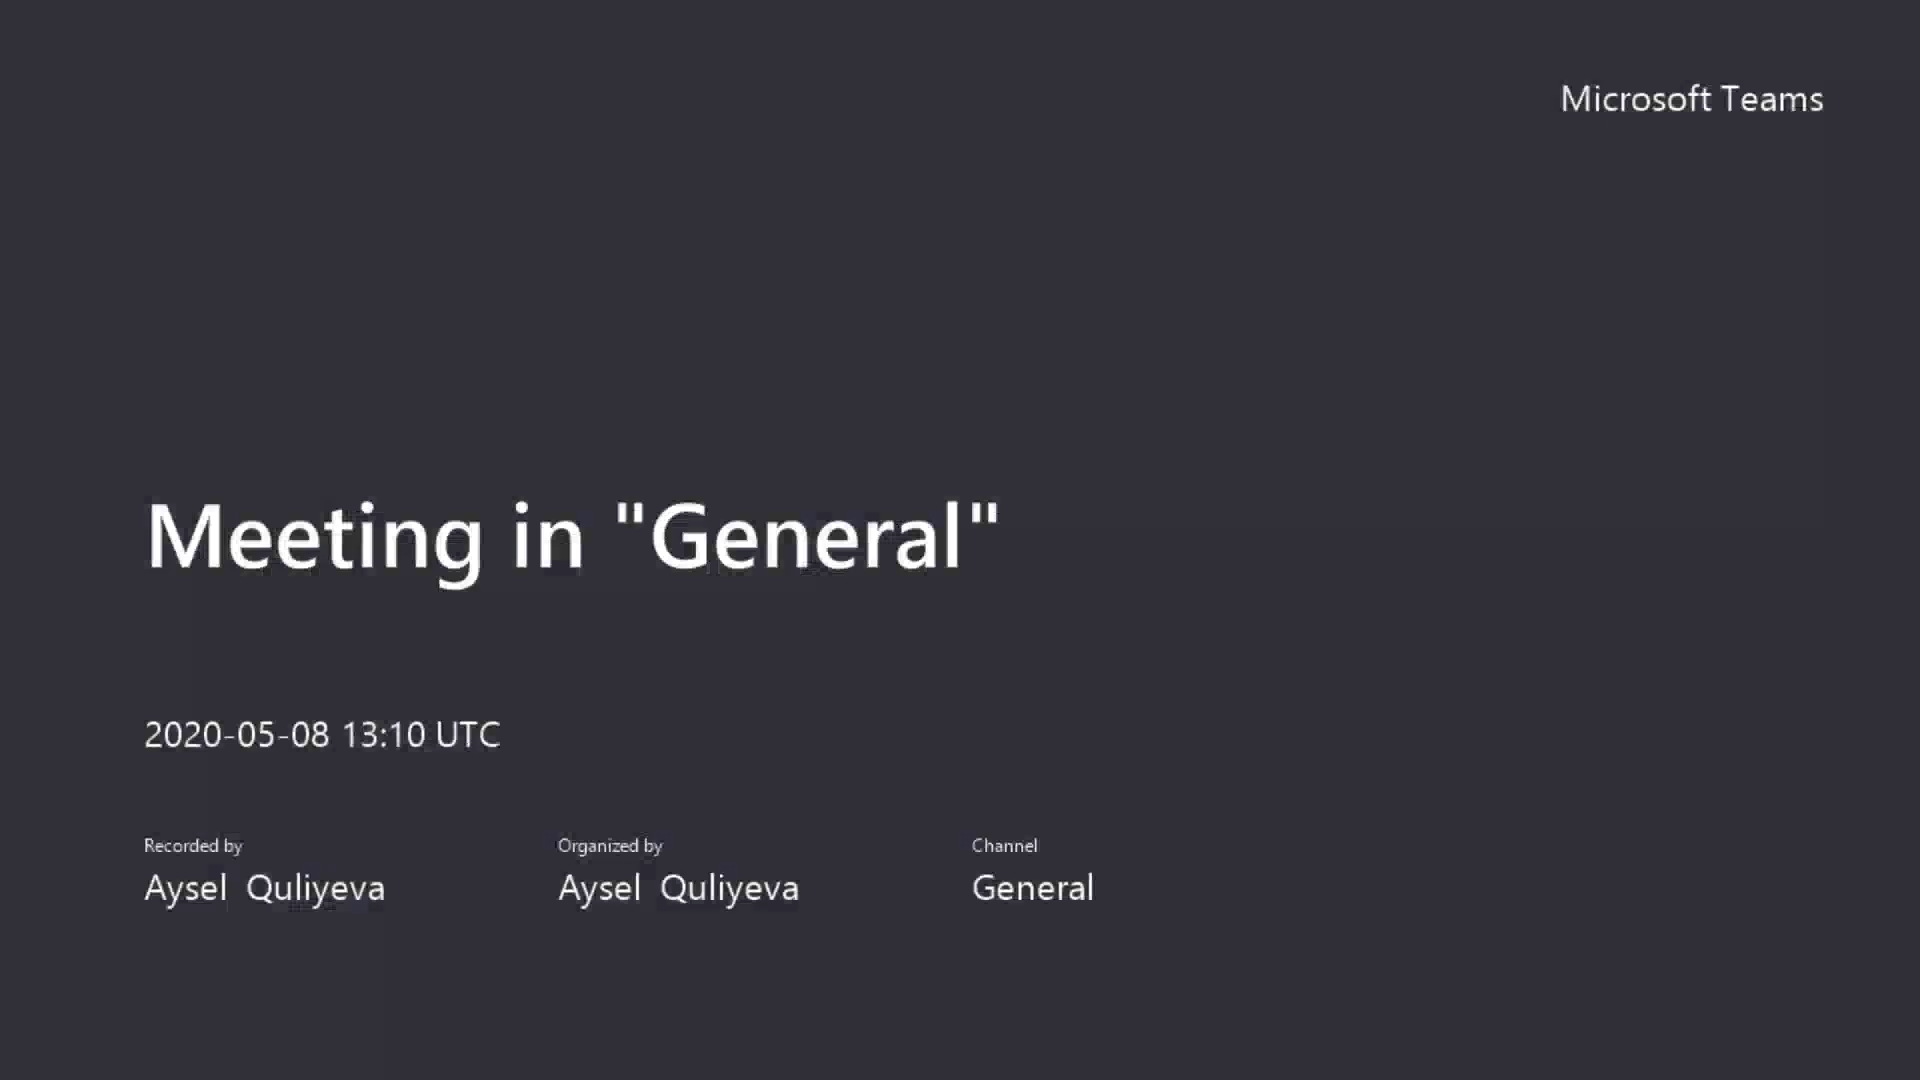 Microsoft Teams
Meeting in "General"
2020-05-08 13:10 UTC
Recorded by
Organized by
Channel
Aysel Quliyeva
Aysel Quliyeva
General